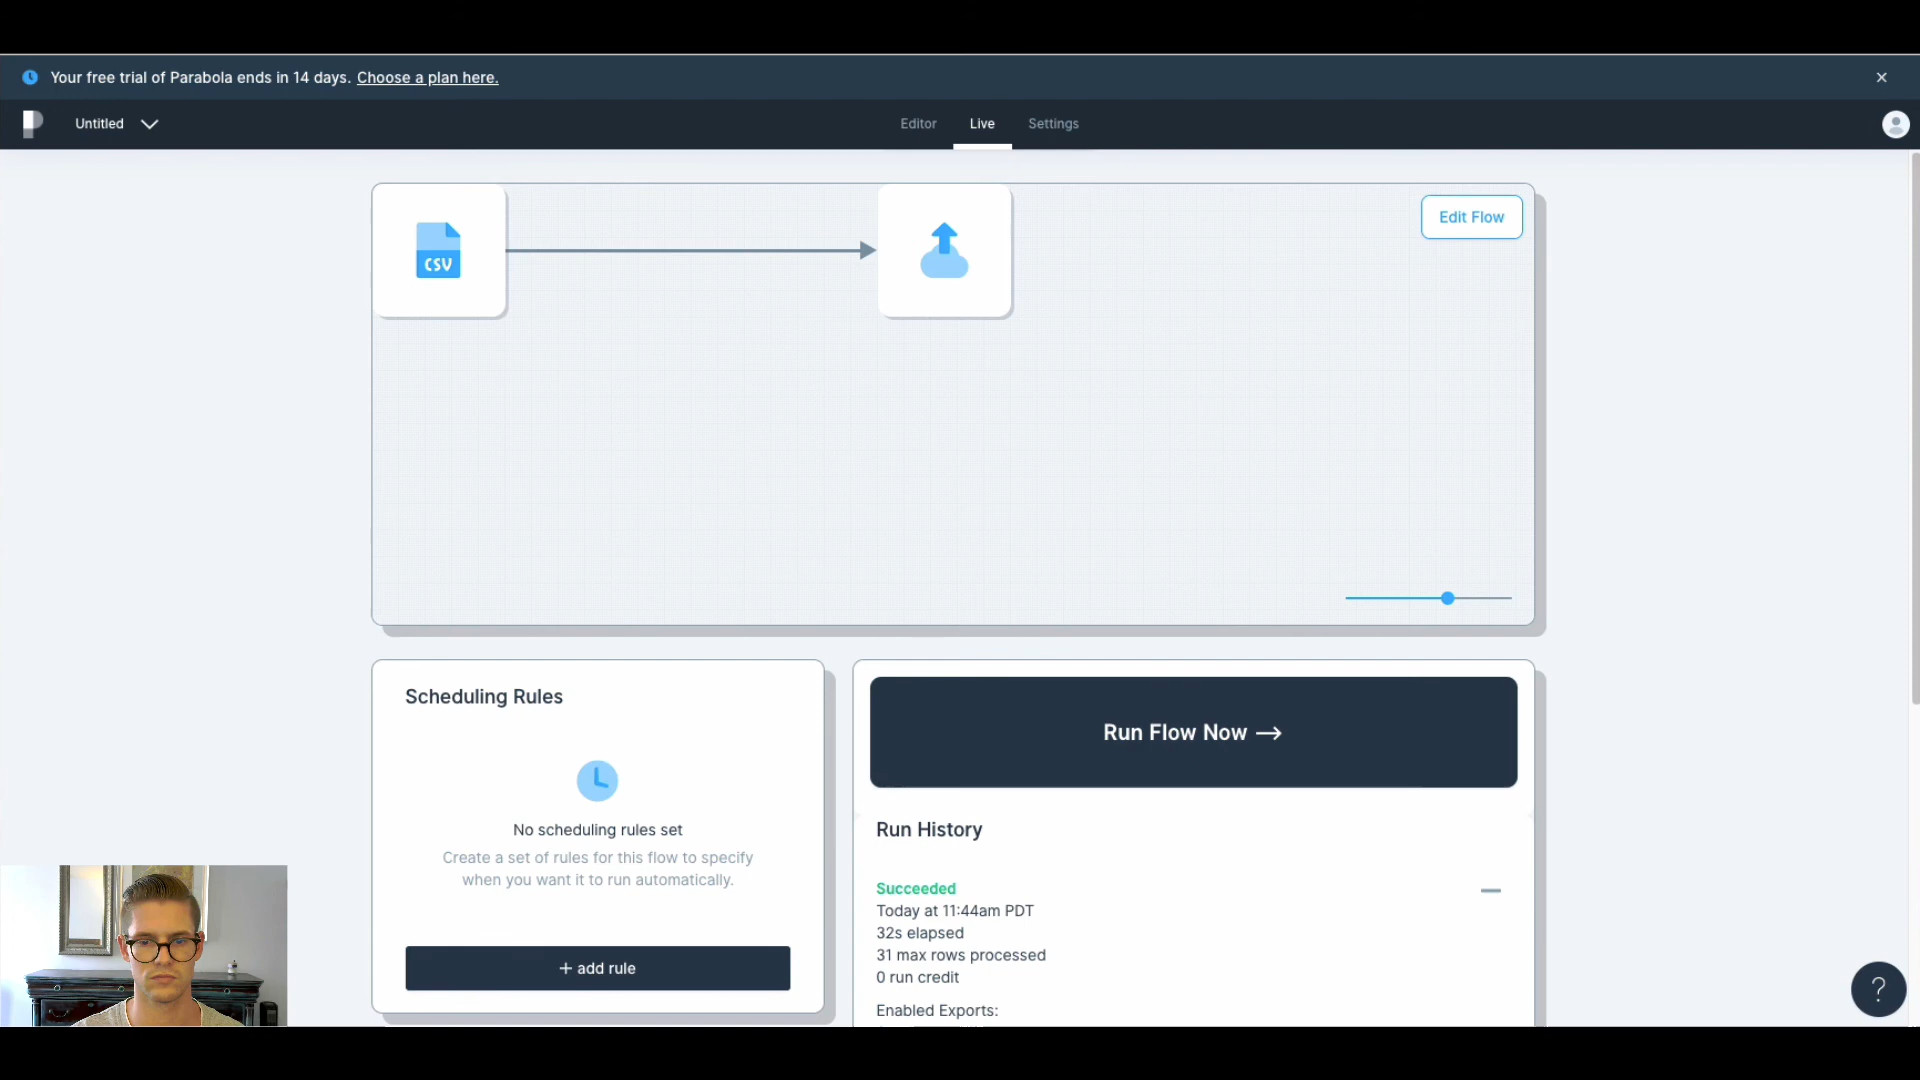 Your free trial of Parabola ends in 14 days. Choose a plan here.
Untitled
Editor
Live
Settings
CSV
Edit Flow
Scheduling Rules
No scheduling rules set
Create a set of rules for this flow to specify
when you want it to run automatically.
+ add rule
Run Flow Now →
Run History
Succeeded
Today at 11:44am PDT
32s elapsed
31 max rows processed
0 run credit
Enabled Exports:
?